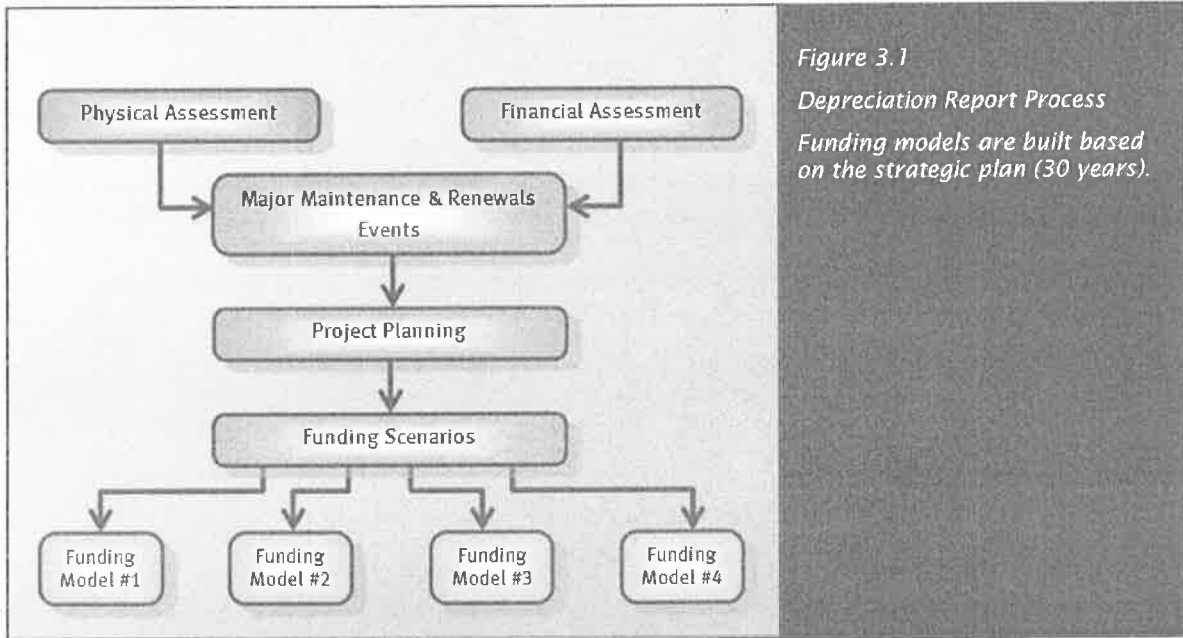 Physical Assessment
Financial Assessment
Major Maintenance & Renewals
Events
Project Planning
Funding Scenarios
Funding
Model #1
Funding
Model #2
Funding
Model #3
Funding
Model #4
Figure 3.1
Depreciation Report Process
Funding models are built based
on the strategic plan (30 years).